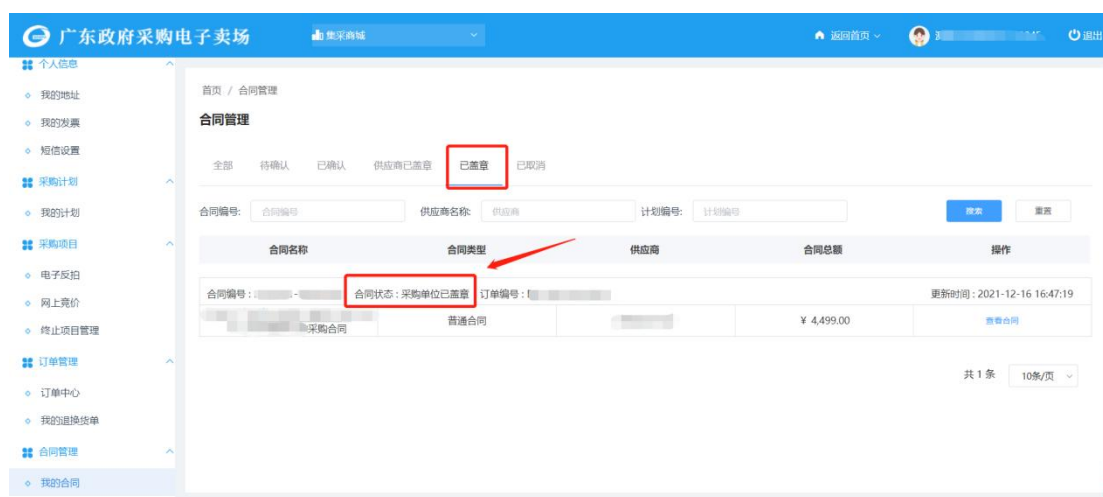 广东政府采购电子卖场
集采商城
返回首页
退出
个人信息
我的地址
我的发票
短信设置
采购计划
我的计划
采购项目
电子反拍
网上竞价
终止项目管理
订单管理
订单中心
我的退换货单
合同管理
我的合同
首页 / 合同管理
合同管理
全部 待确认 已确认 供应商已盖章 已盖章 已取消
合同编号: 合同编号 供应商名称: 供应商 计划编号: 计划编号 搜索 重置
合同名称 合同类型 供应商 合同总额 操作
合同编号: 合同状态:采购单位已盖章 订单编号: 更新时间:2021-12-16 16:47:19
采购合同 普通合同 ¥ 4,499.00 查看合同
共 1 条 10条/页